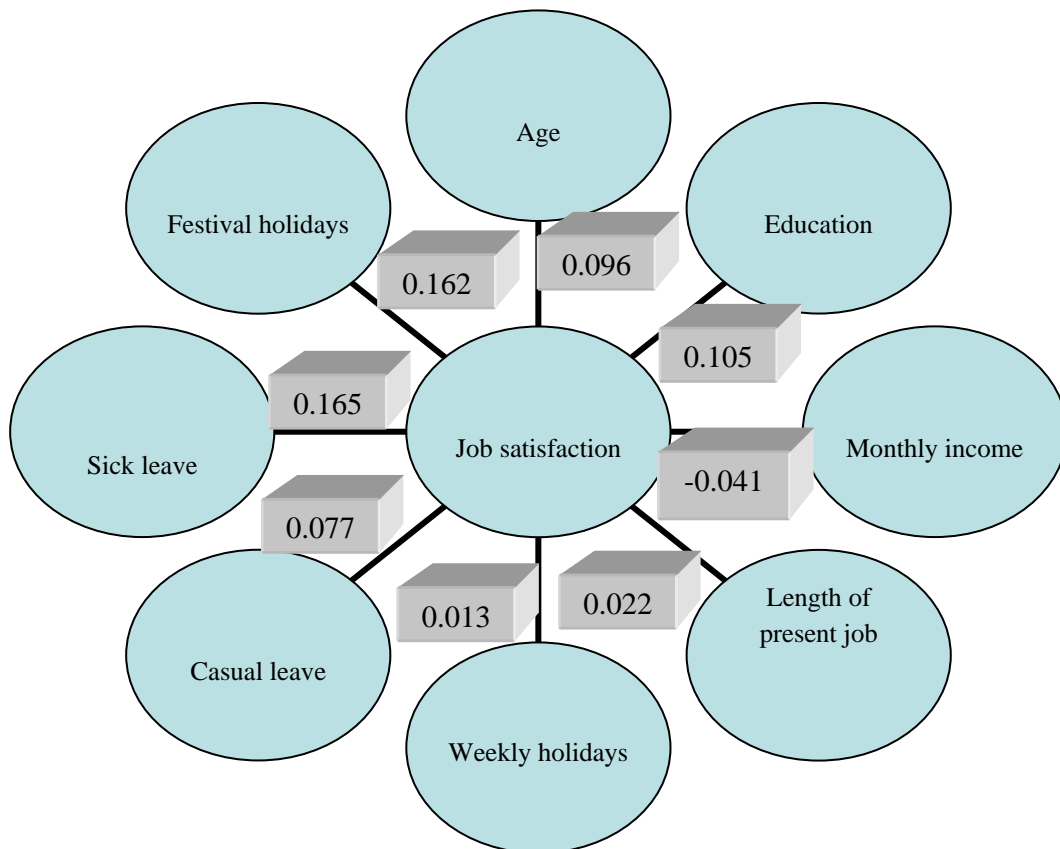 Age
Festival holidays
Education
0.162
0.096
0.105
0.165
Sick leave
Job satisfaction
Monthly income
-0.041
0.077
0.013
0.022
Length of
present job
Casual leave
Weekly holidays